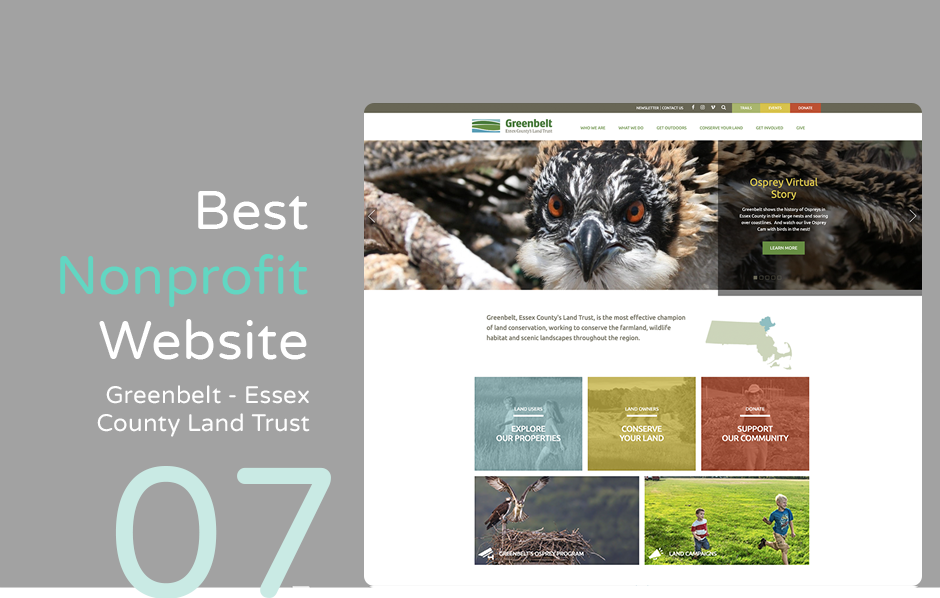 Best
Nonprofit
Website
Greenbelt - Essex
County Land Trust
07
NEWSLETTER | CONTACT US
TRAILS
EVENTS
DONATE
Greenbelt
Essex County's Land Trust
WHO WE ARE
WHAT WE DO
GET OUTDOORS
CONSERVE YOUR LAND
GET INVOLVED
GIVE
Osprey Virtual
Story
Greenbelt shows the history of Ospreys in
Essex County in their large nests and soaring
over coastlines. And watch our live Osprey
Cam with birds in the nest!
LEARN MORE
Greenbelt, Essex County's Land Trust, is the most effective champion
of land conservation, working to conserve the farmland, wildlife
habitat and scenic landscapes throughout the region.
LAND USERS
EXPLORE
OUR PROPERTIES
LAND OWNERS
CONSERVE
YOUR LAND
DONATE
SUPPORT
OUR COMMUNITY
GREENBELT'S OSPREY PROGRAM
LAND CAMPAIGNS